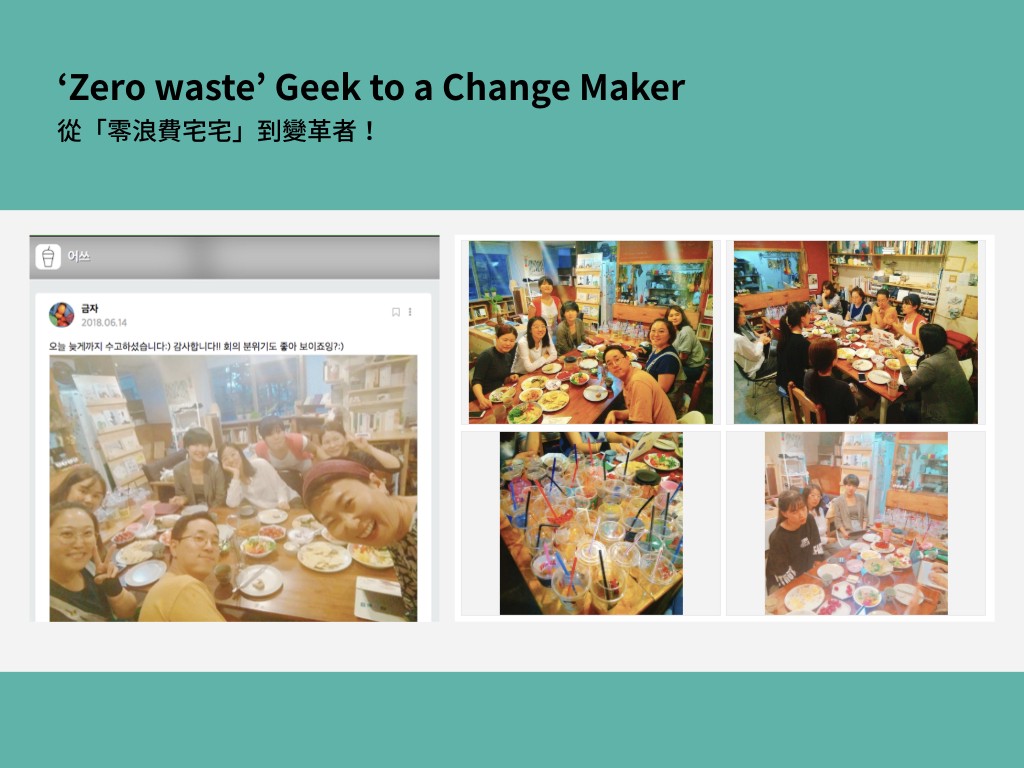 ‘Zero waste’ Geek to a Change Maker
從「零浪費宅宅」到變革者！
어쓰
금자
2018.06.14
오늘 늦게까지 수고하셨습니다:) 감사합니다!! 회의 분위기도 좋아 보이죠잉?:)